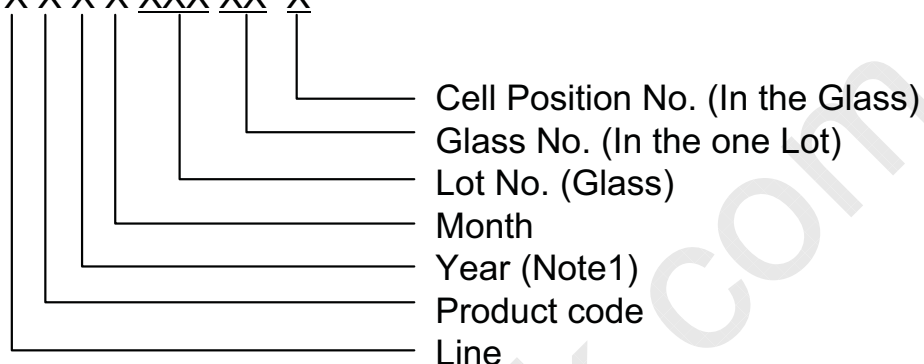 X X X X XXX XX X
Cell Position No. (In the Glass)
Glass No. (In the one Lot)
Lot No. (Glass)
Month
Year (Note1)
Product code
Line